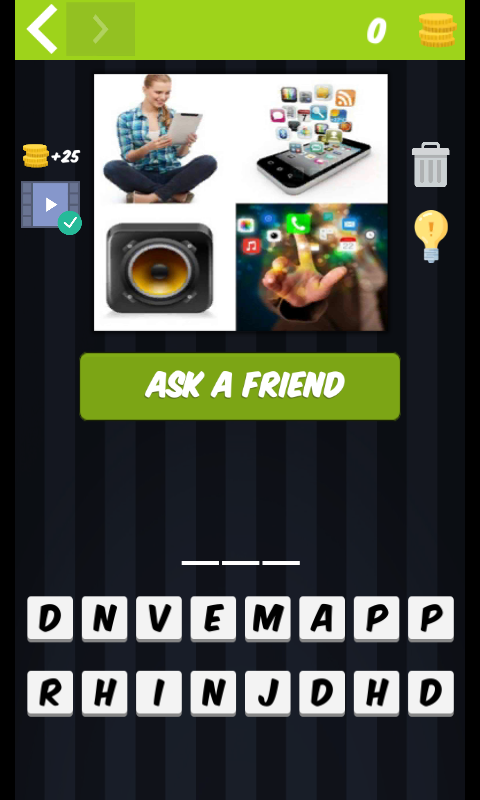 0
+25
ASK A FRIEND
D N V E M A P P
R H I N J D H D